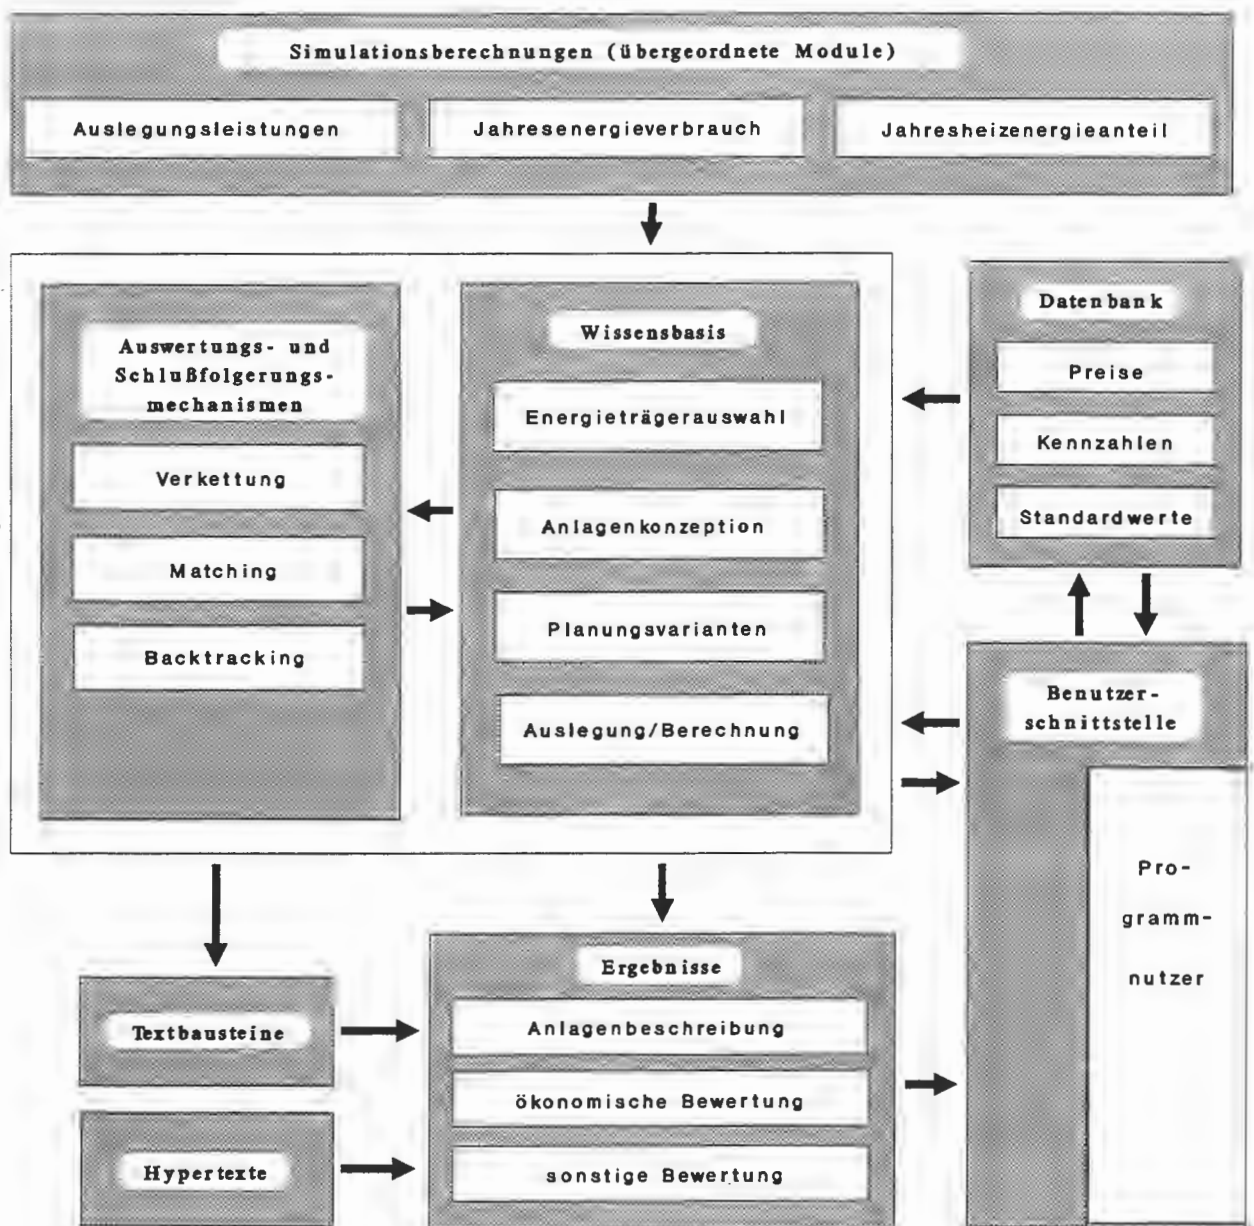 Simulationsberechnungen (übergeordnete Module)
Auslegungsleistungen
Jahresenergieverbrauch
Jahresheizenergieanteil
Auswertungs- und
Schlußfolgerungs-
mechanismen
Verkettung
Matching
Backtracking
Wissensbasis
Energieträgerauswahl
Anlagenkonzeption
Planungsvarianten
Auslegung/Berechnung
Datenbank
Preise
Kennzahlen
Standardwerte
Benutzer-
schnittstelle
Pro-
gramm-
nutzer
Textbausteine
Hypertexte
Ergebnisse
Anlagenbeschreibung
ökonomische Bewertung
sonstige Bewertung